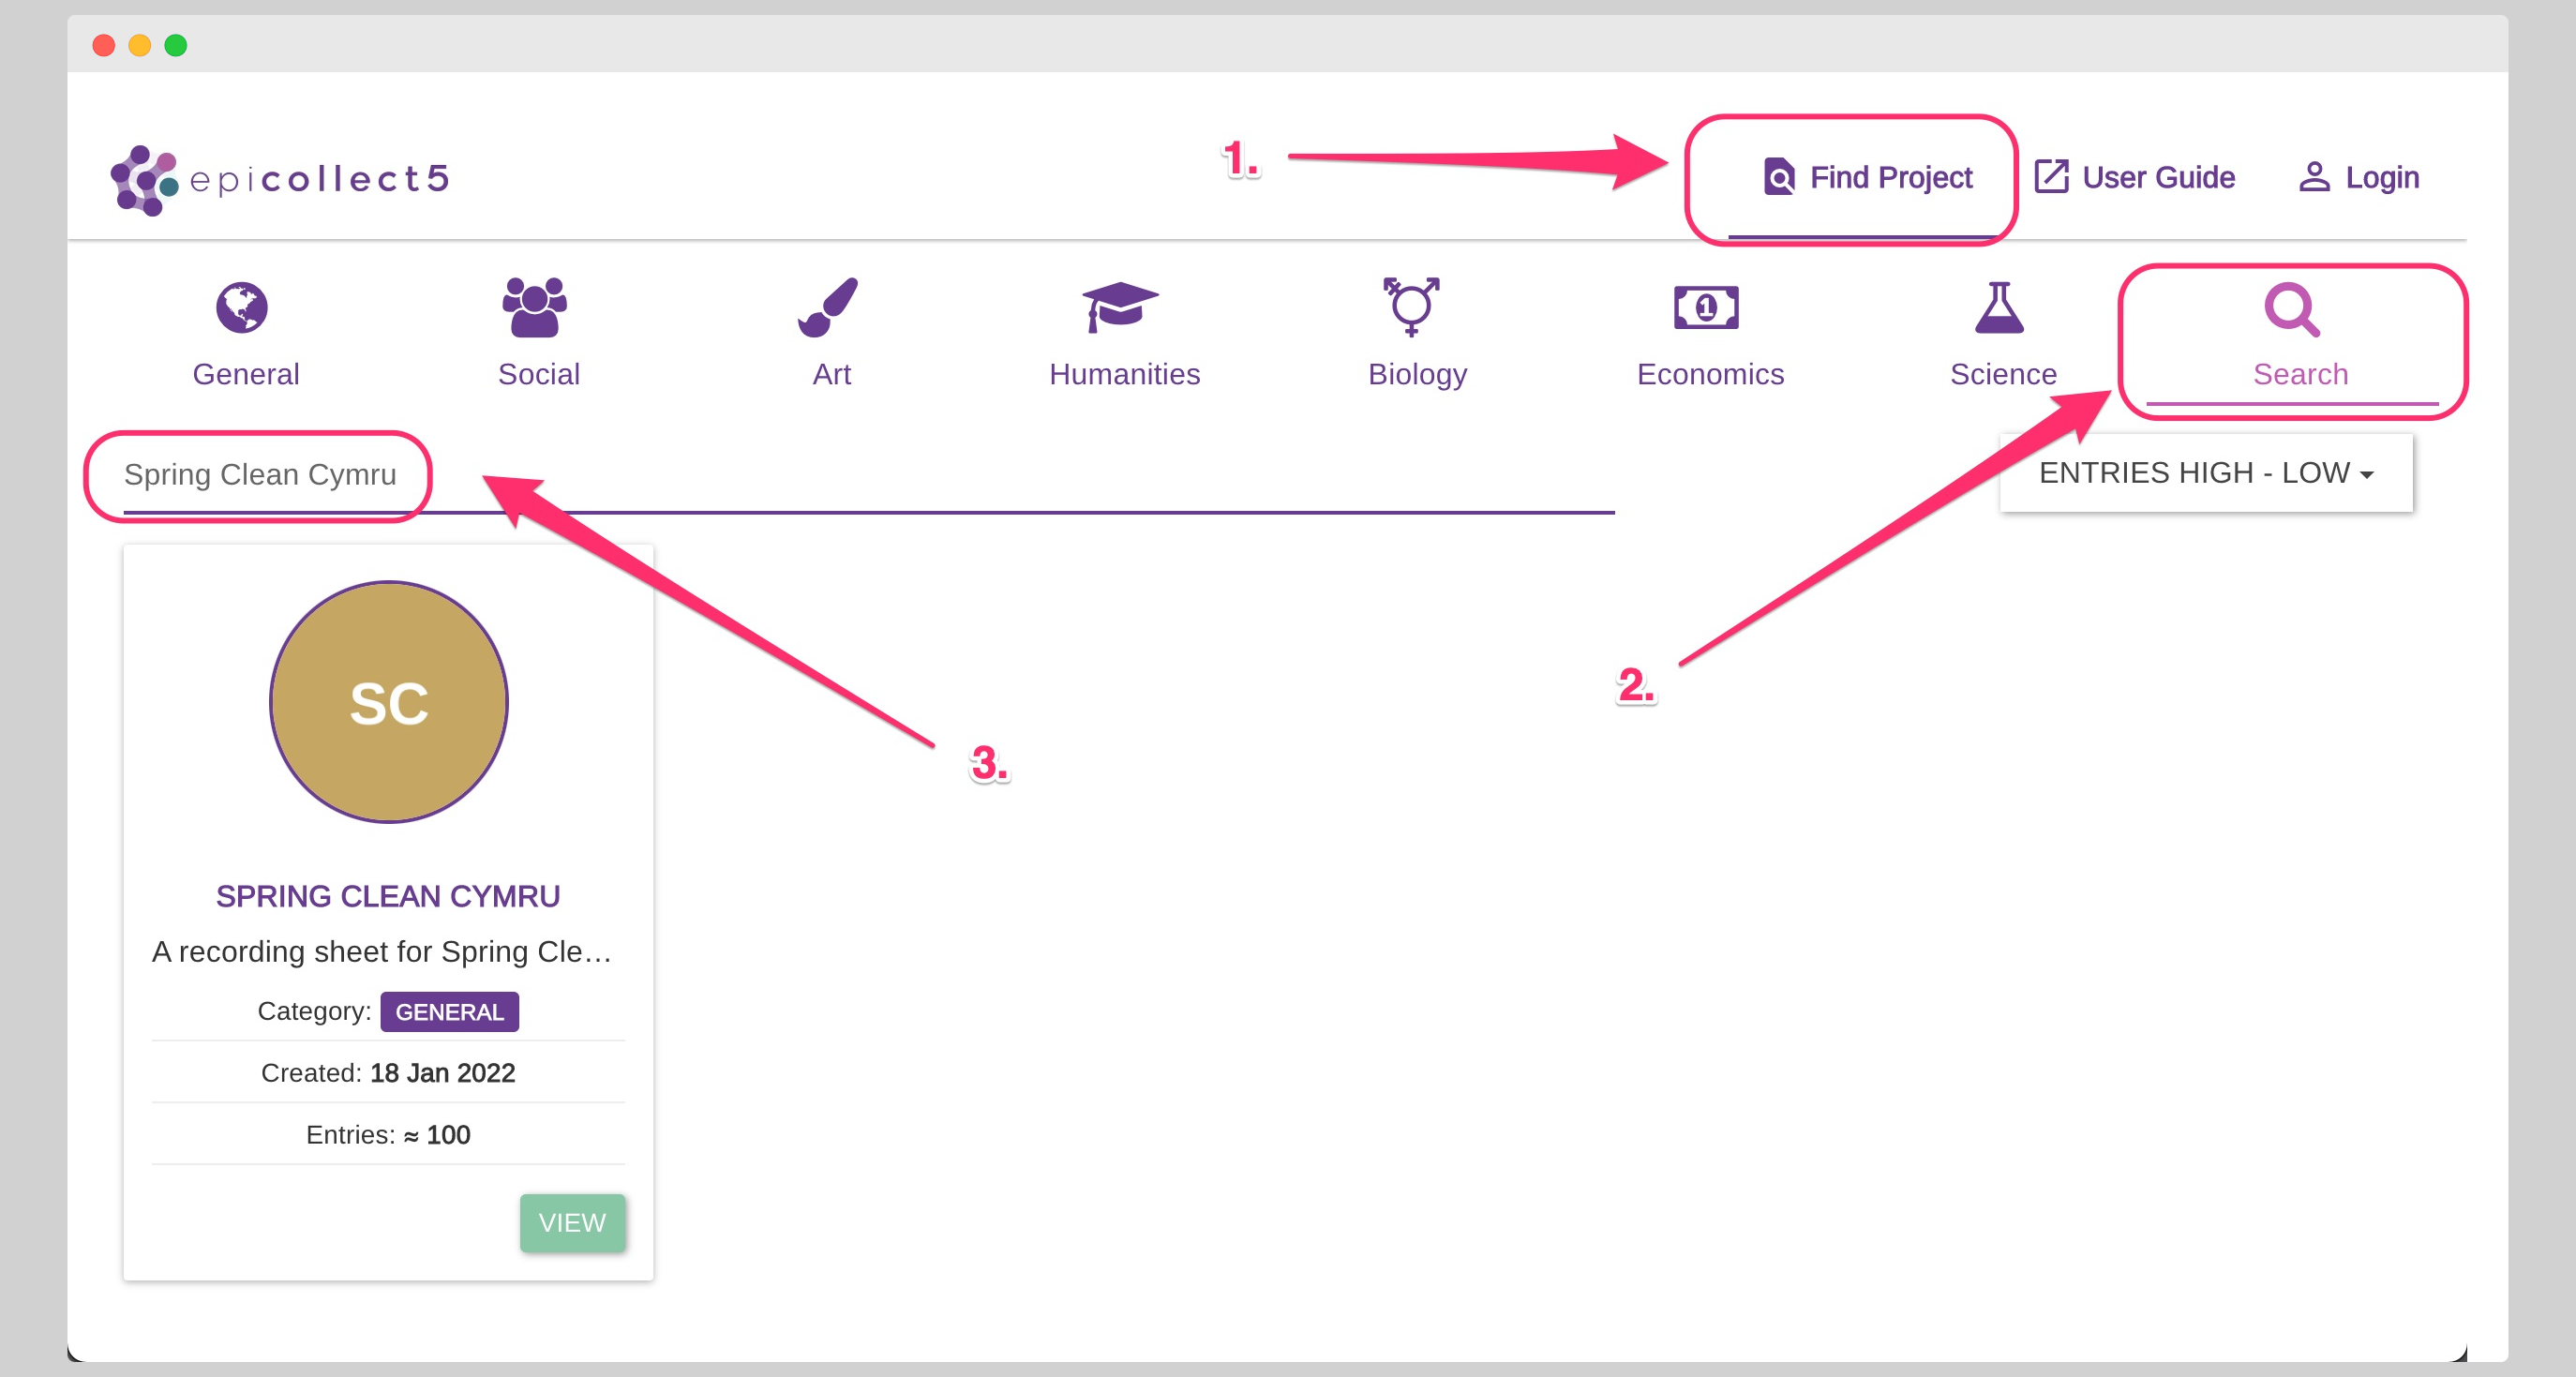 epicollect5
1.
Find Project
User Guide
Login
General
Social
Art
Humanities
Biology
Economics
Science
Search
Spring Clean Cymru
ENTRIES HIGH - LOW
2.
3.
SC
SPRING CLEAN CYMRU
A recording sheet for Spring Cle...
Category: GENERAL
Created: 18 Jan 2022
Entries: ≈ 100
VIEW